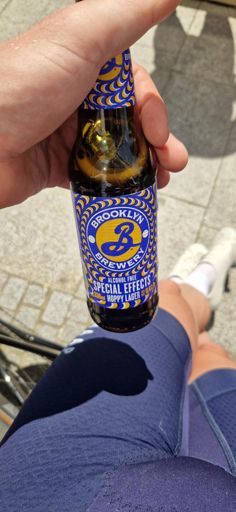 BROOKLYN
B
BREWERY
ALCOHOL FREE
SPECIAL EFFECTS
HOPPY LAGER